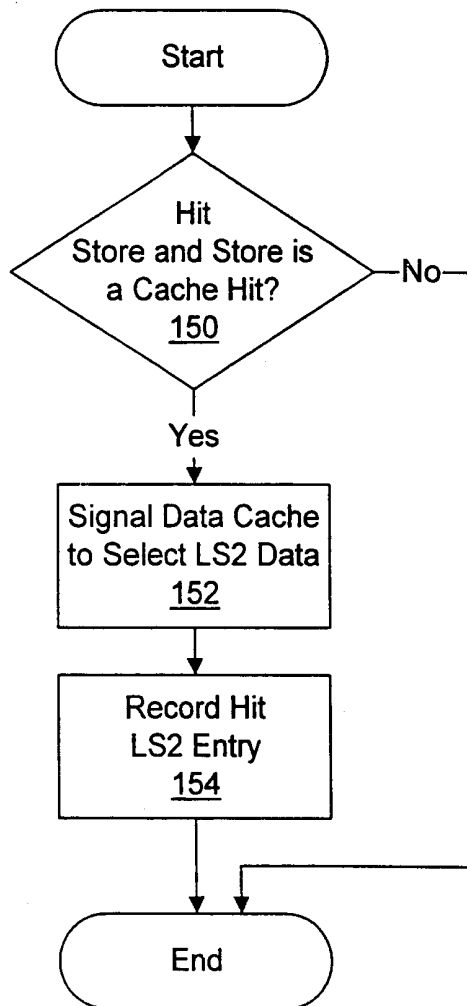 Start
Hit
Store and Store is
a Cache Hit?
150
No
Yes
Signal Data Cache
to Select LS2 Data
152
Record Hit
LS2 Entry
154
End